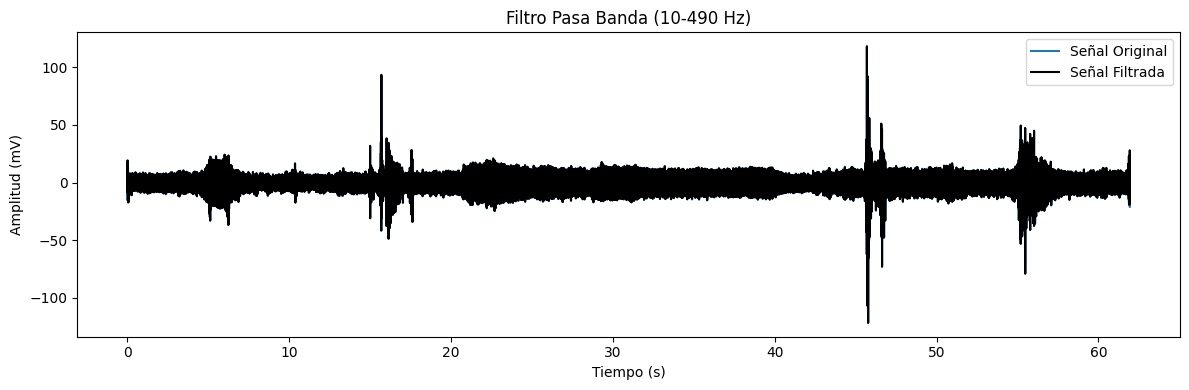 Filtro Pasa Banda (10-490 Hz)
Señal Original
Señal Filtrada
Amplitud (mV)
100
50
0
−50
−100
0 10 20 30 40 50 60
Tiempo (s)